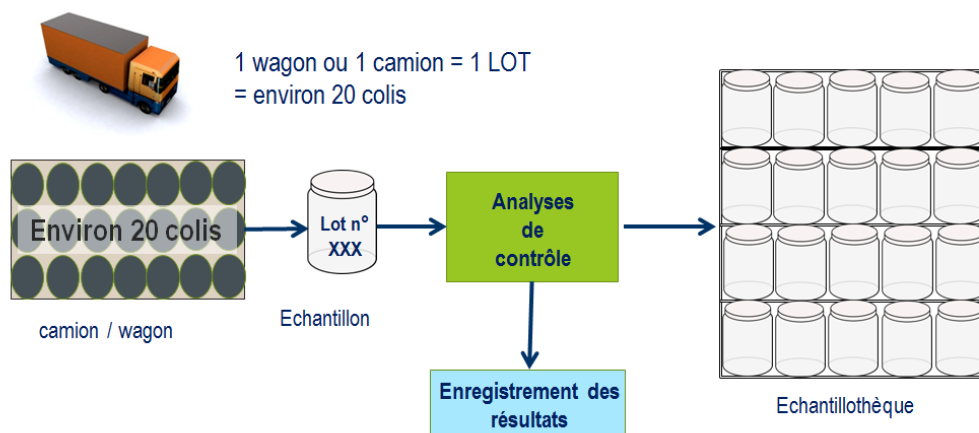 1 wagon ou 1 camion = 1 LOT
= environ 20 colis
Environ 20 colis
camion / wagon
Lot n°
XXX
Echantillon
Analyses
de
contrôle
Enregistrement des
résultats
Echantillothèque